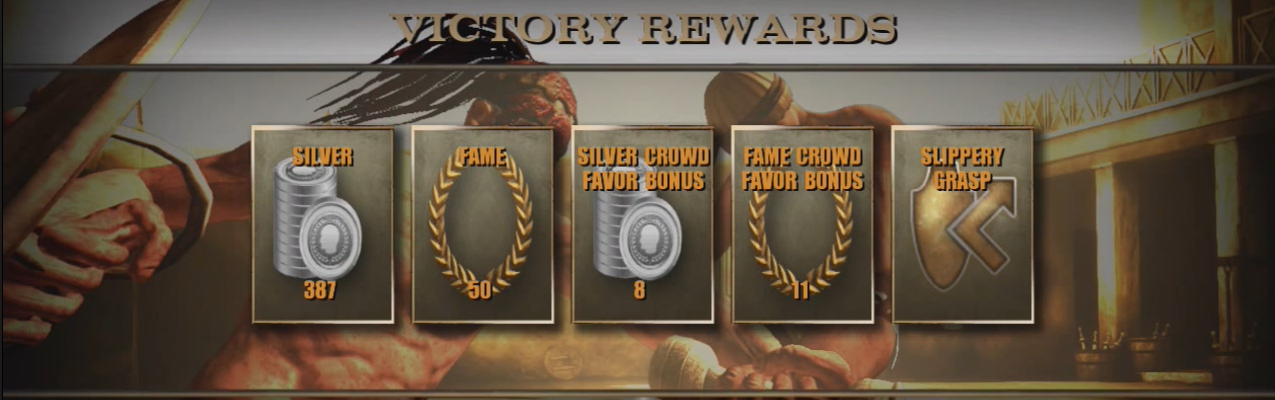 VICTORY REWARDS
SILVER
387
FAME
50
SILVER CROWD
FAVOR BONUS
8
FAME CROWD
FAVOR BONUS
11
SLIPPERY
GRASP